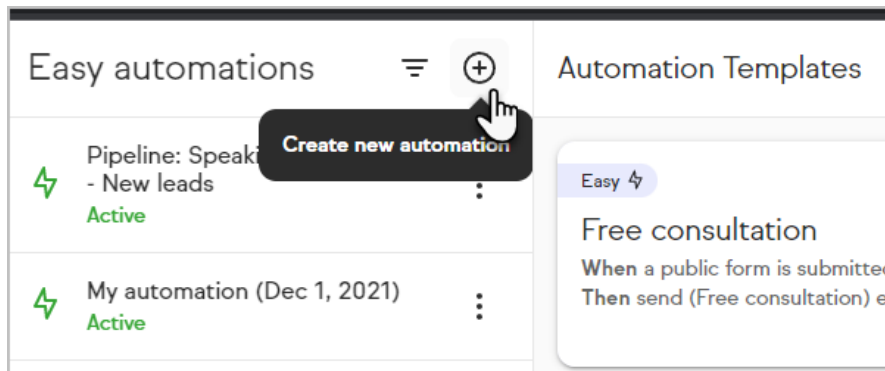 Easy automations
Automation Templates
Create new automation
Pipeline: Speaki
- New leads
Active
My automation (Dec 1, 2021)
Active
Easy
Free consultation
When a public form is submitted
Then send (Free consultation) e